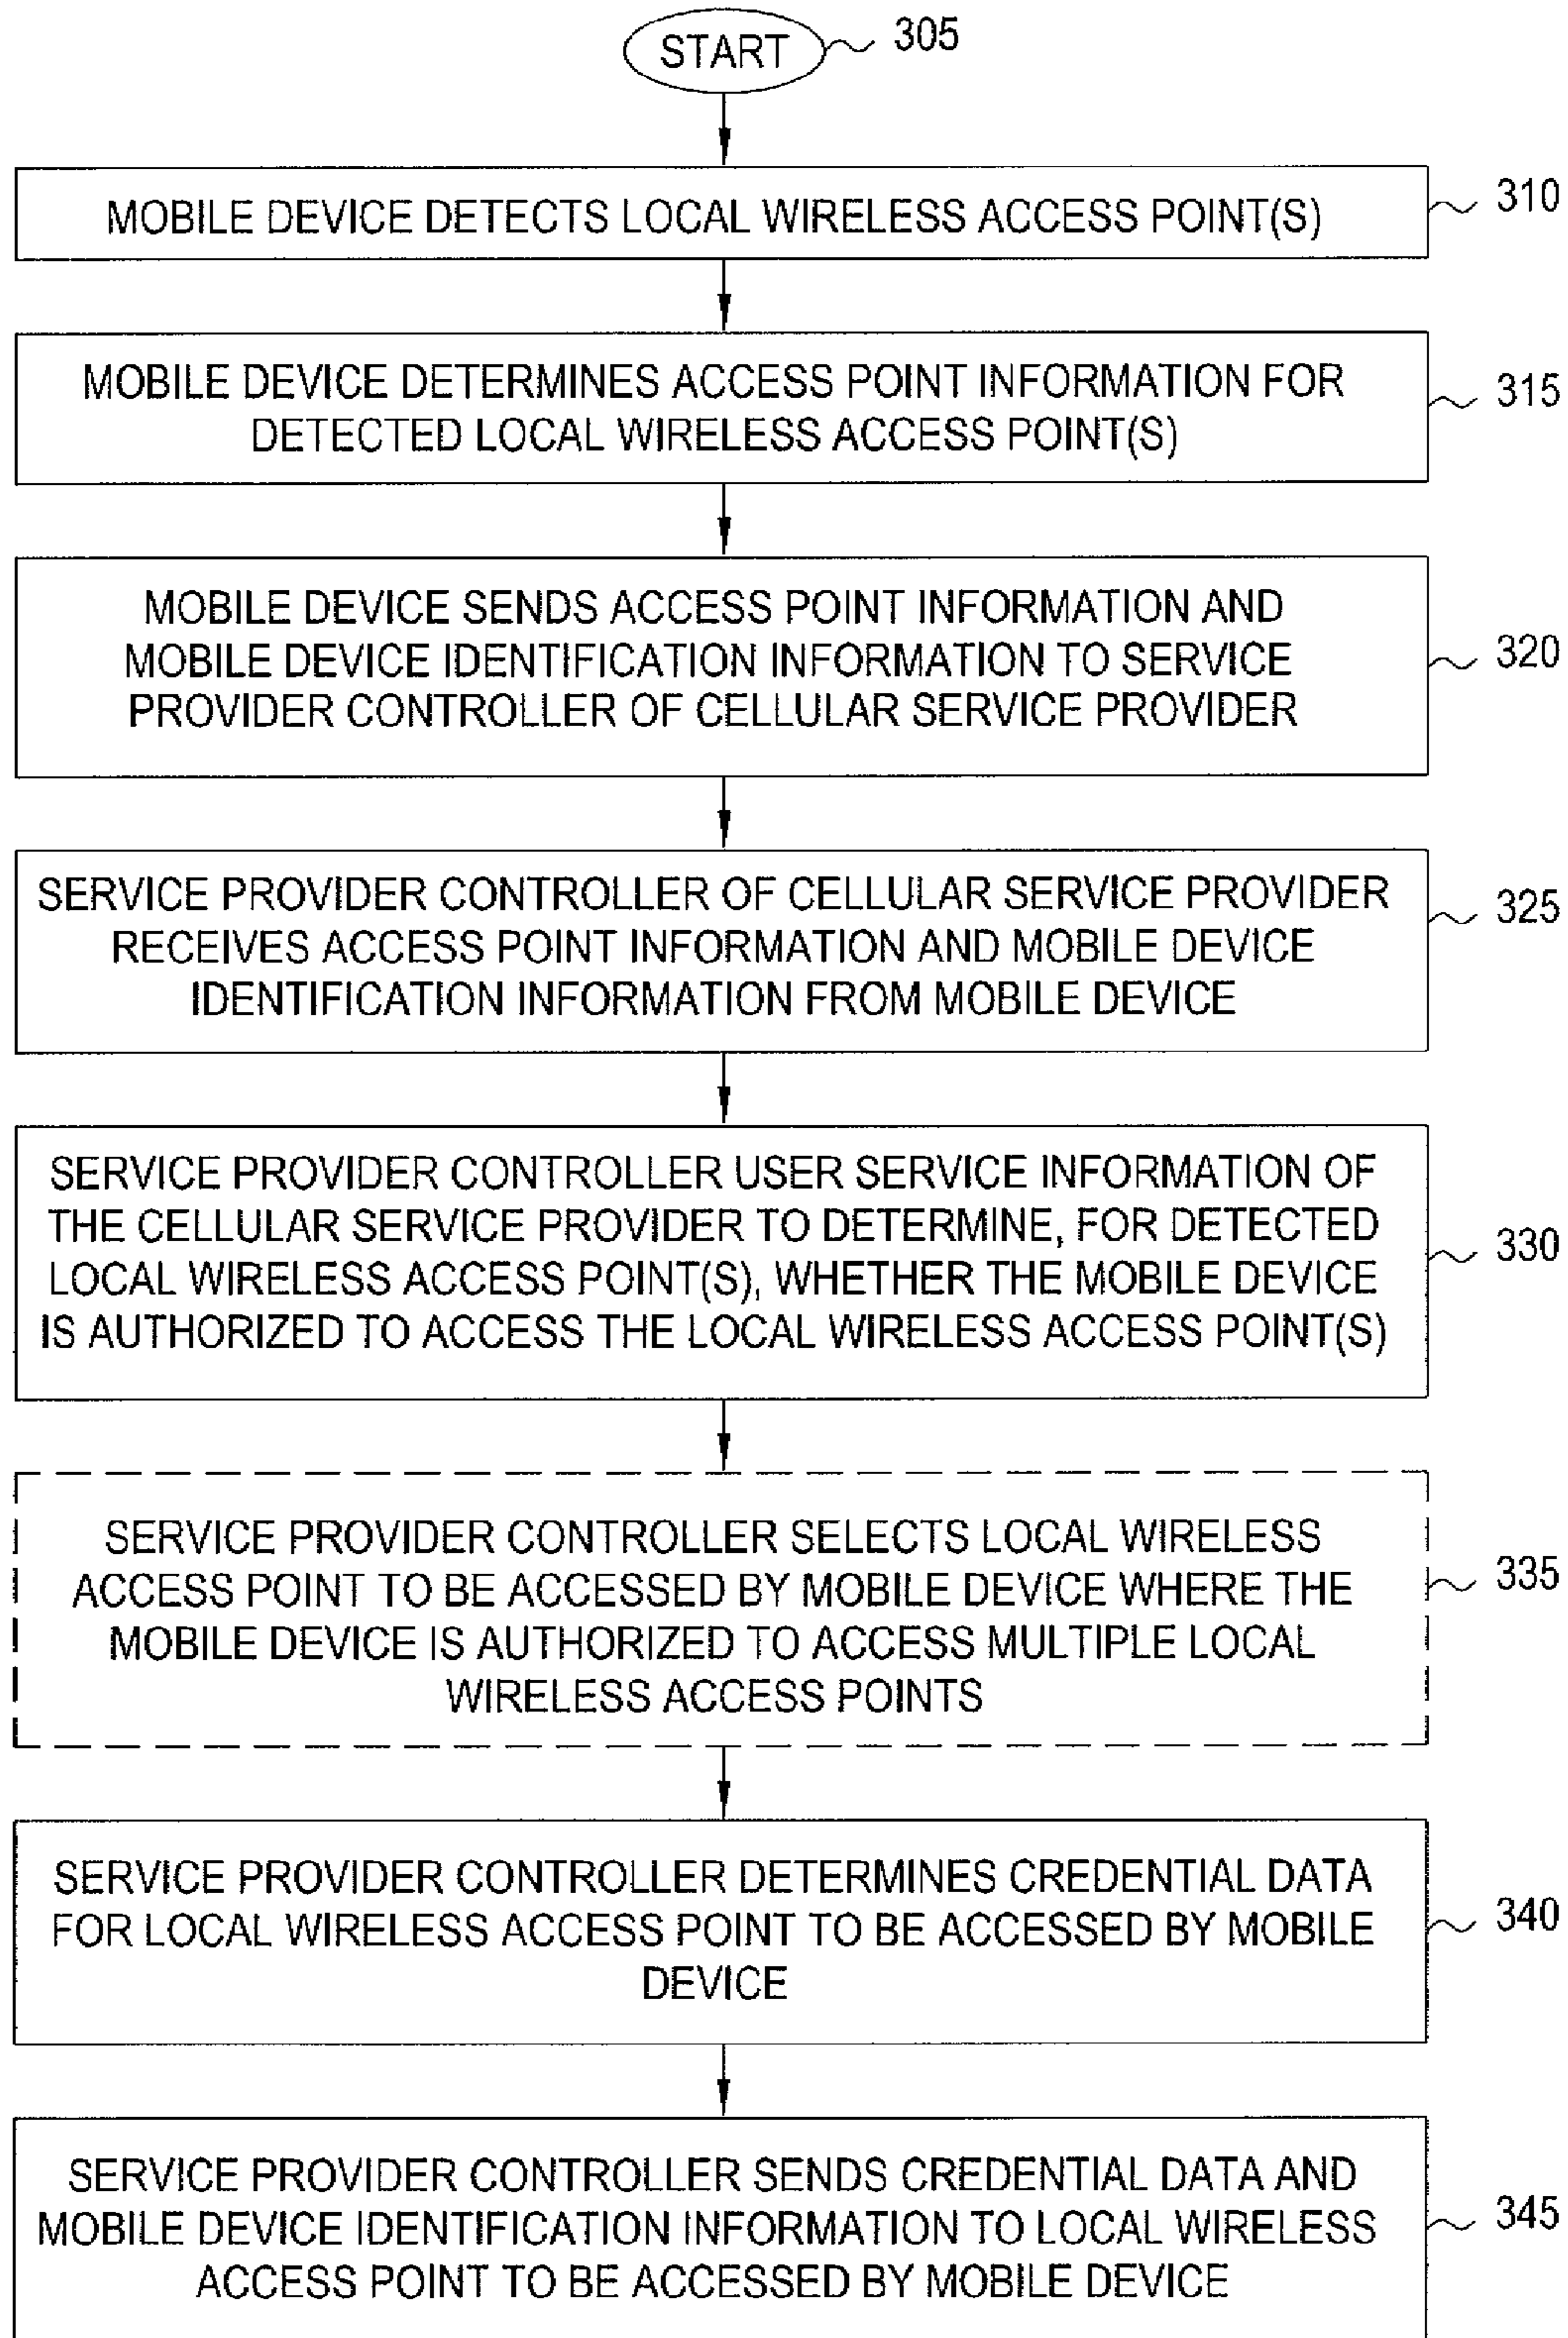 START
305
MOBILE DEVICE DETECTS LOCAL WIRELESS ACCESS POINT(S)
310
MOBILE DEVICE DETERMINES ACCESS POINT INFORMATION FOR
DETECTED LOCAL WIRELESS ACCESS POINT(S)
315
MOBILE DEVICE SENDS ACCESS POINT INFORMATION AND
MOBILE DEVICE IDENTIFICATION INFORMATION TO SERVICE
PROVIDER CONTROLLER OF CELLULAR SERVICE PROVIDER
320
SERVICE PROVIDER CONTROLLER OF CELLULAR SERVICE PROVIDER
RECEIVES ACCESS POINT INFORMATION AND MOBILE DEVICE
IDENTIFICATION INFORMATION FROM MOBILE DEVICE
325
SERVICE PROVIDER CONTROLLER USER SERVICE INFORMATION OF
THE CELLULAR SERVICE PROVIDER TO DETERMINE, FOR DETECTED
LOCAL WIRELESS ACCESS POINT(S), WHETHER THE MOBILE DEVICE
IS AUTHORIZED TO ACCESS THE LOCAL WIRELESS ACCESS POINT(S)
330
SERVICE PROVIDER CONTROLLER SELECTS LOCAL WIRELESS
ACCESS POINT TO BE ACCESSED BY MOBILE DEVICE WHERE THE
MOBILE DEVICE IS AUTHORIZED TO ACCESS MULTIPLE LOCAL
WIRELESS ACCESS POINTS
335
SERVICE PROVIDER CONTROLLER DETERMINES CREDENTIAL DATA
FOR LOCAL WIRELESS ACCESS POINT TO BE ACCESSED BY MOBILE
DEVICE
340
SERVICE PROVIDER CONTROLLER SENDS CREDENTIAL DATA AND
MOBILE DEVICE IDENTIFICATION INFORMATION TO LOCAL WIRELESS
ACCESS POINT TO BE ACCESSED BY MOBILE DEVICE
345